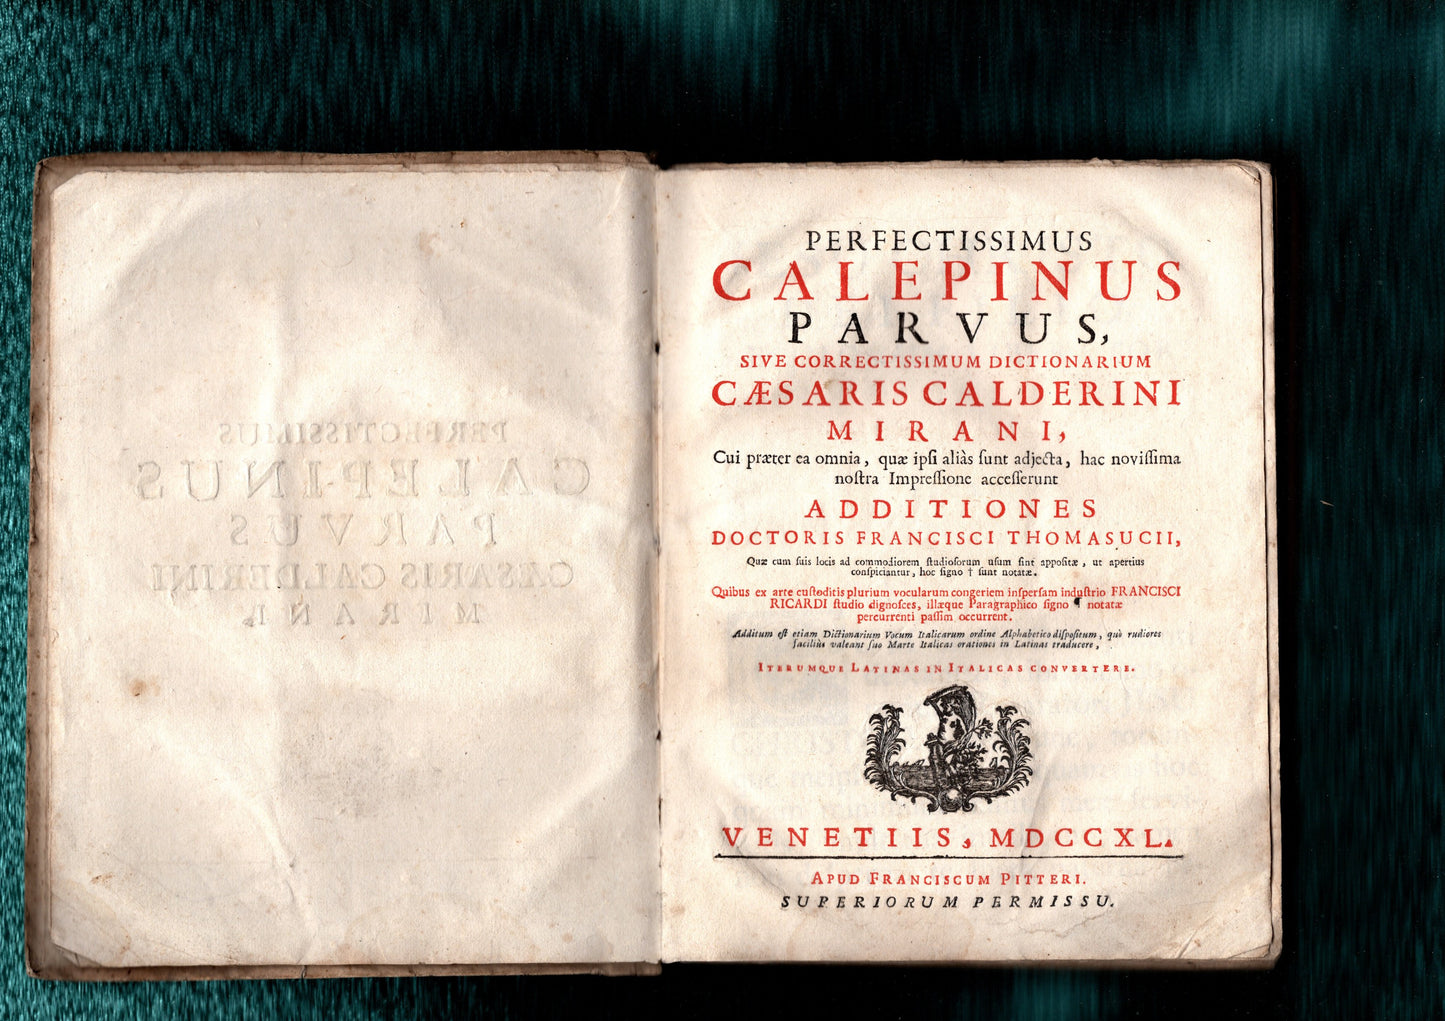 PERFECTISSIMUS
CALEPINUS
PARVUS,
SIVE CORRECTISSIMUM DICTIONARIUM
CÆSARIS CALDERINI
MIRANI,
Cui præter ea omnia, quæ ipſi aliàs ſunt adjecta, hac noviſſima
noſtra Impreſſione acceſſerunt
ADDITIONES
DOCTORIS FRANCISCI THOMASUCII,
Quæ cum ſuis locis ad commodiorem ſtudioſorum uſum ſint appoſitæ, ut apertius
conſpiciantur, hoc ſigno † ſunt notatæ.
Quibus ex arte cuſtoditis plurium vocularum congeriem inſperſam induſtrio FRANCISCI
RICARDI ſtudio dignoſces, illæque Paragraphico ſigno ¶ notatæ
percurrenti paſſim occurrent.
Additum eſt etiam Dictionarium Vocum Italicarum ordine Alphabetico diſpoſitum, quò rudiores
faciliùs valeant ſuo Marte Italicas orationes in Latinas traducere,
ITERUMQUE LATINAS IN ITALICAS CONVERTERE.
VENETIIS, MDCCXL.
APUD FRANCISCUM PITTERI.
SUPERIORUM PERMISSU.